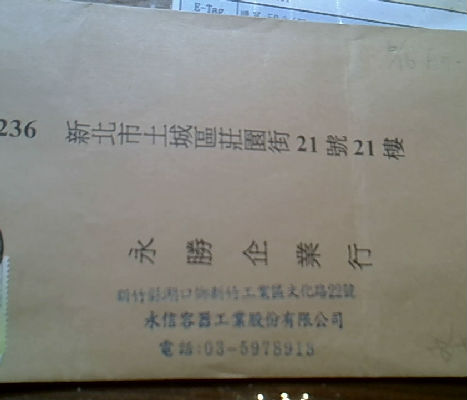 E-Tag
236 新北市土城區莊園街21號21樓
永勝企業行
新竹縣湖口鄉新竹工業區文化路22號
永信容器工業股份有限公司
電話:03-5978915